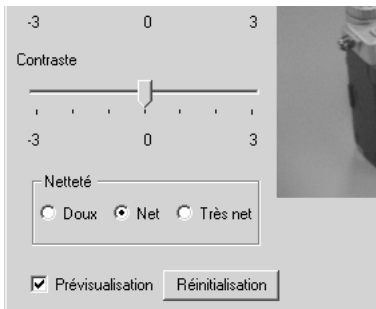 -3 0 3
Contraste
-3 0 3
Netteté
Doux Net Très net
Prévisualisation Réinitialisation